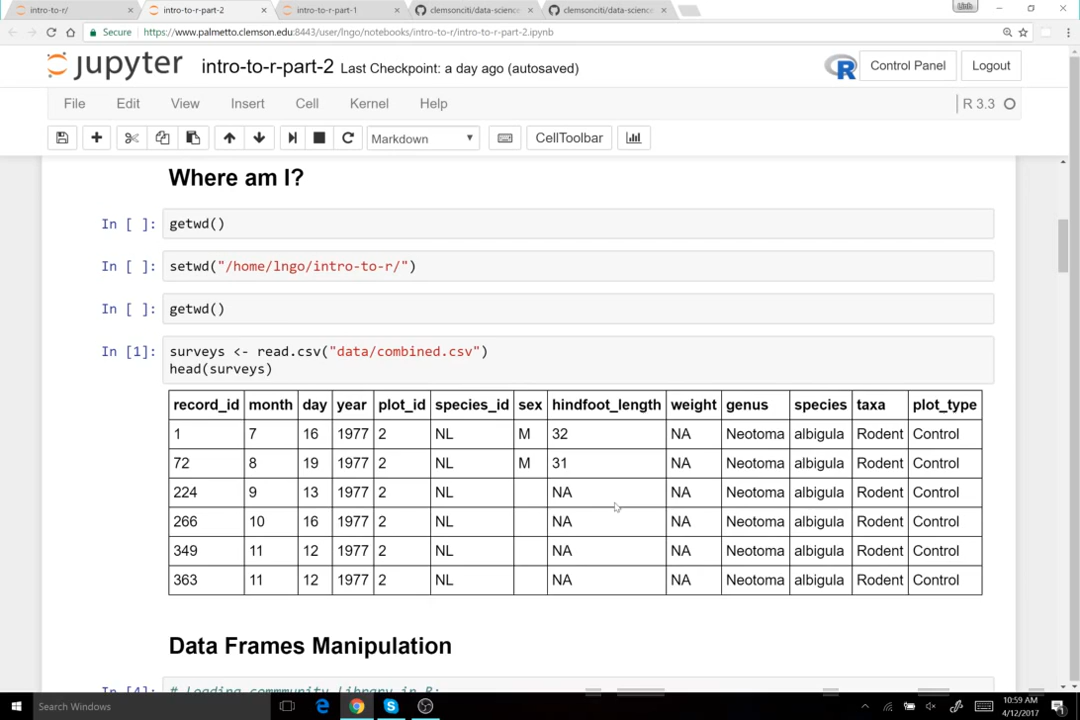 intro-to-r/
intro-to-r-part-2
intro-to-r-part-1
clemsonciti/data-science
clemsonciti/data-science
Linh
Secure
https://www.palmetto.clemson.edu:8443/user/lngo/notebooks/intro-to-r/intro-to-r-part-2.ipynb
jupyter intro-to-r-part-2 Last Checkpoint: a day ago (autosaved)
R Control Panel Logout
File Edit View Insert Cell Kernel Help R 3.3
Markdown CellToolbar
Where am I?
In [ ]: getwd()
In [ ]: setwd("/home/lngo/intro-to-r/")
In [ ]: getwd()
In [1]: surveys <- read.csv("data/combined.csv")
head(surveys)
record_id month day year plot_id species_id sex hindfoot_length weight genus species taxa plot_type
1 7 16 1977 2 NL M 32 NA Neotoma albigula Rodent Control
72 8 19 1977 2 NL M 31 NA Neotoma albigula Rodent Control
224 9 13 1977 2 NL NA NA Neotoma albigula Rodent Control
266 10 16 1977 2 NL NA NA Neotoma albigula Rodent Control
349 11 12 1977 2 NL NA NA Neotoma albigula Rodent Control
363 11 12 1977 2 NL NA NA Neotoma albigula Rodent Control
Data Frames Manipulation
In [4]: # Loading community library in R:
Search Windows
10:59 AM
4/12/2017